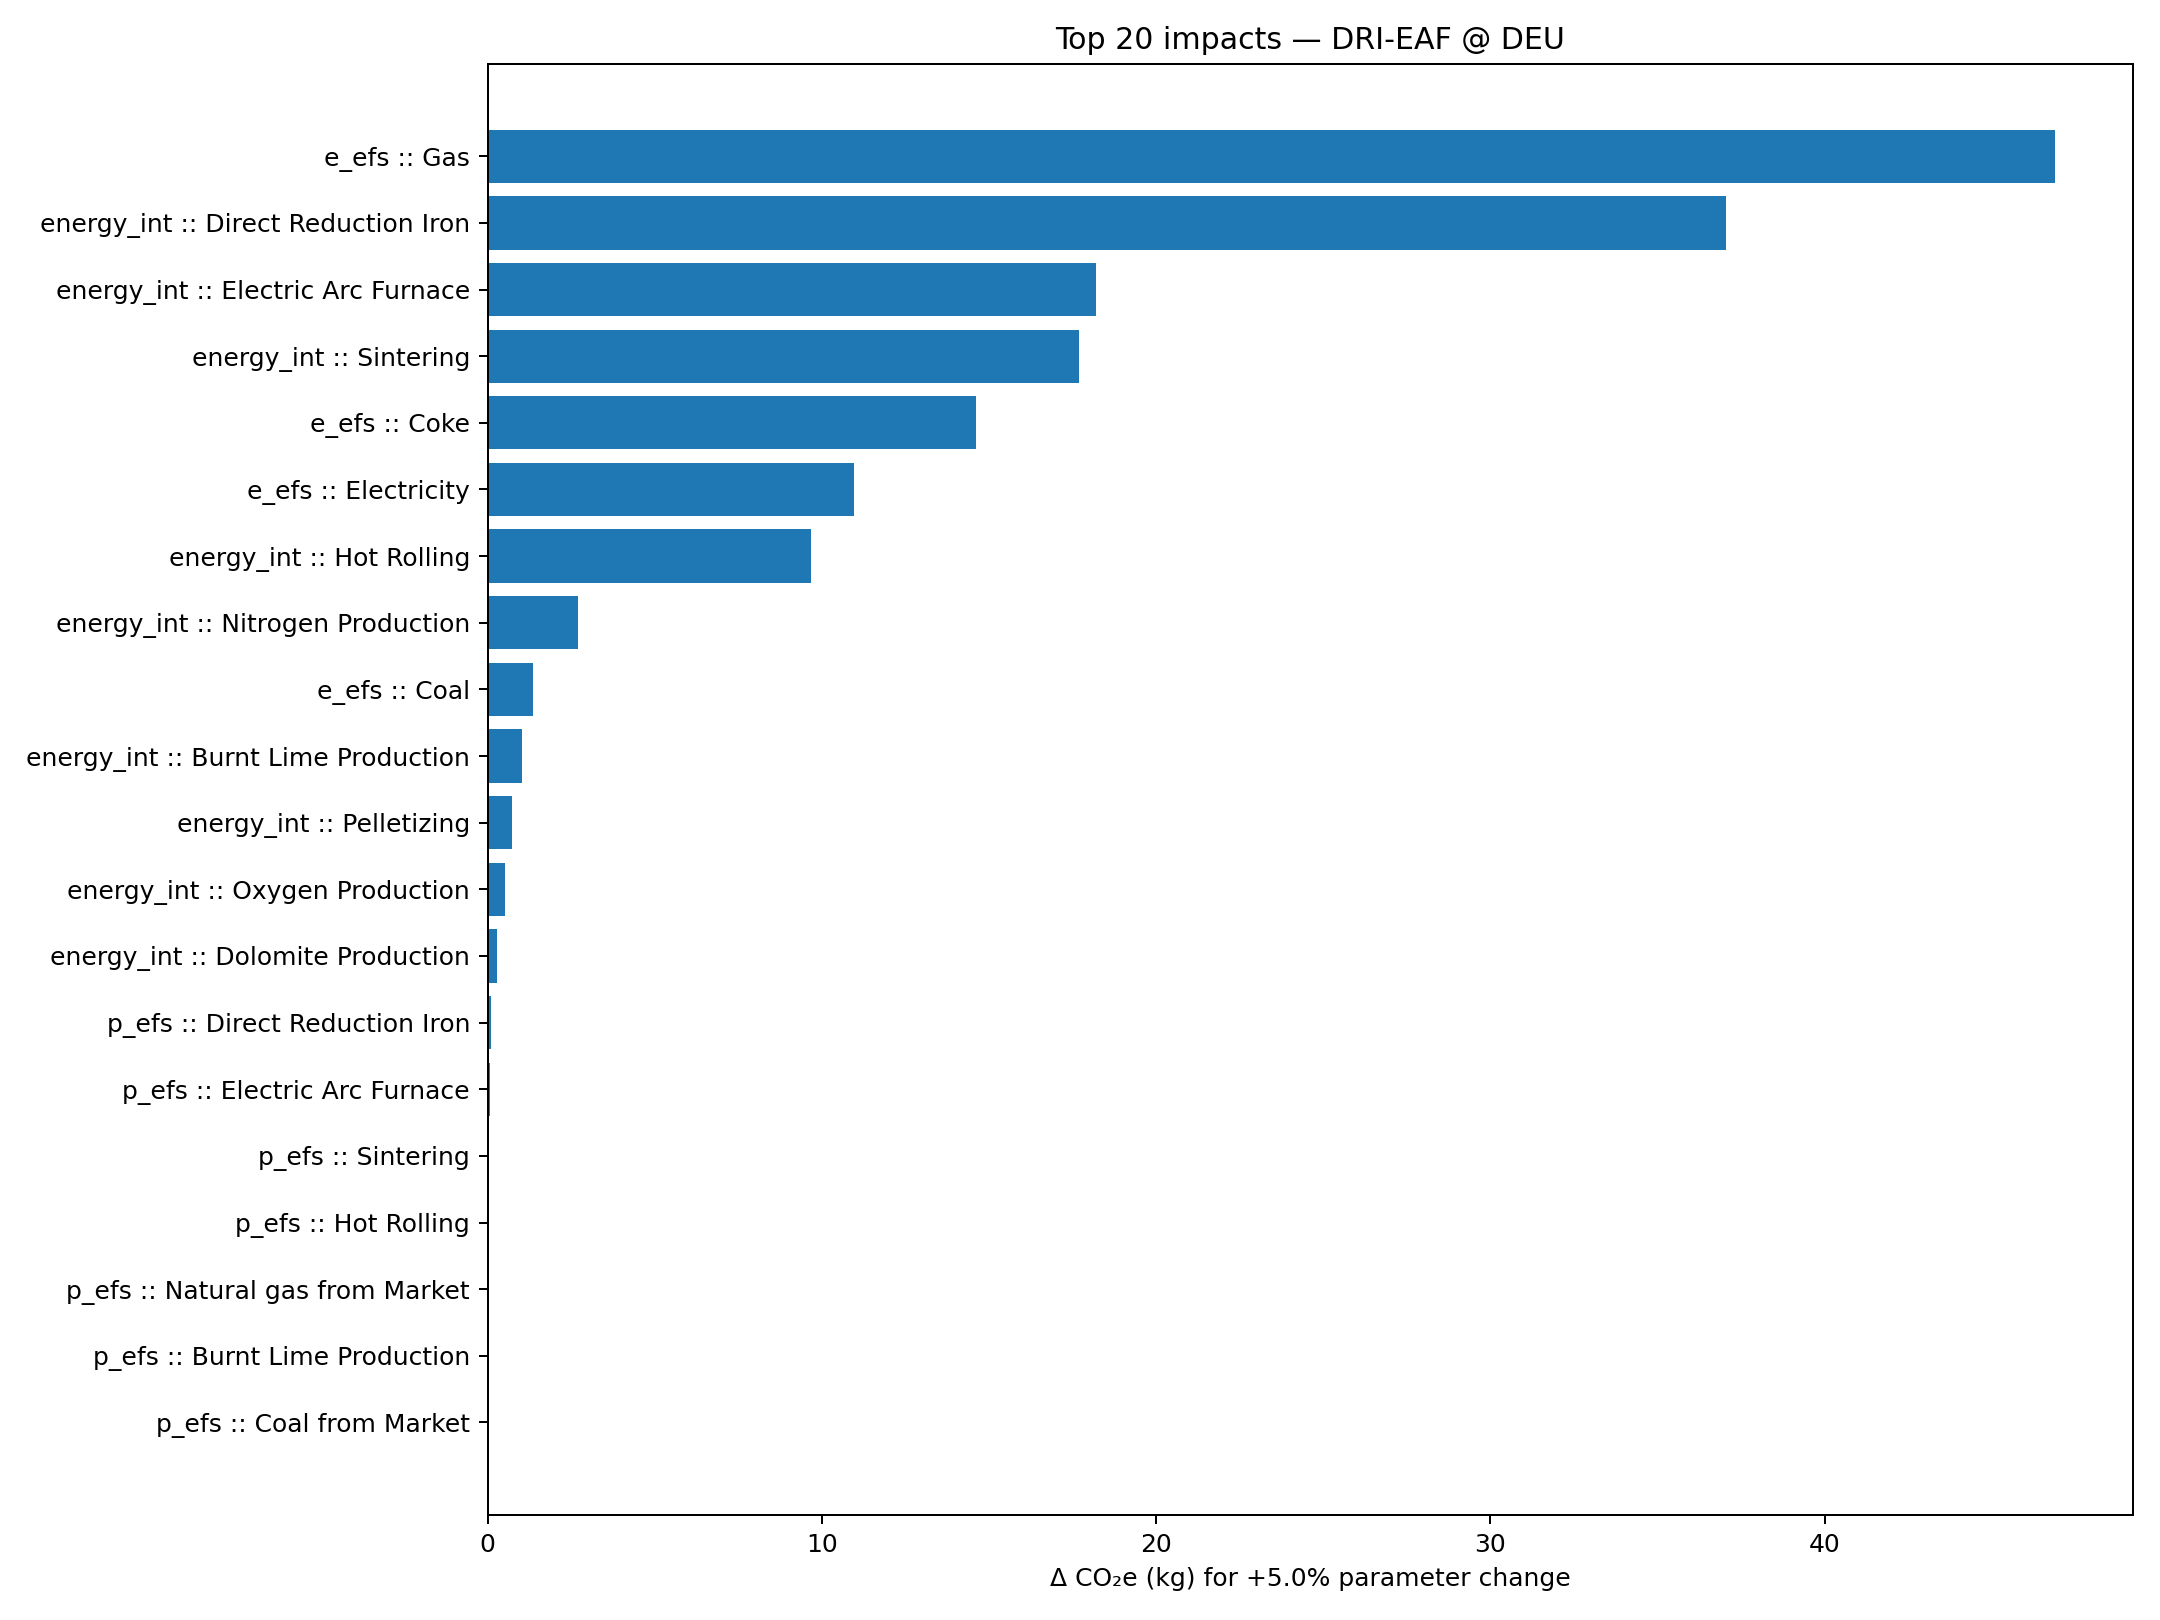 Top 20 impacts — DRI-EAF @ DEU
e_efs :: Gas
energy_int :: Direct Reduction Iron
energy_int :: Electric Arc Furnace
energy_int :: Sintering
e_efs :: Coke
e_efs :: Electricity
energy_int :: Hot Rolling
energy_int :: Nitrogen Production
e_efs :: Coal
energy_int :: Burnt Lime Production
energy_int :: Pelletizing
energy_int :: Oxygen Production
energy_int :: Dolomite Production
p_efs :: Direct Reduction Iron
p_efs :: Electric Arc Furnace
p_efs :: Sintering
p_efs :: Hot Rolling
p_efs :: Natural gas from Market
p_efs :: Burnt Lime Production
p_efs :: Coal from Market
0 10 20 30 40
Δ CO₂e (kg) for +5.0% parameter change